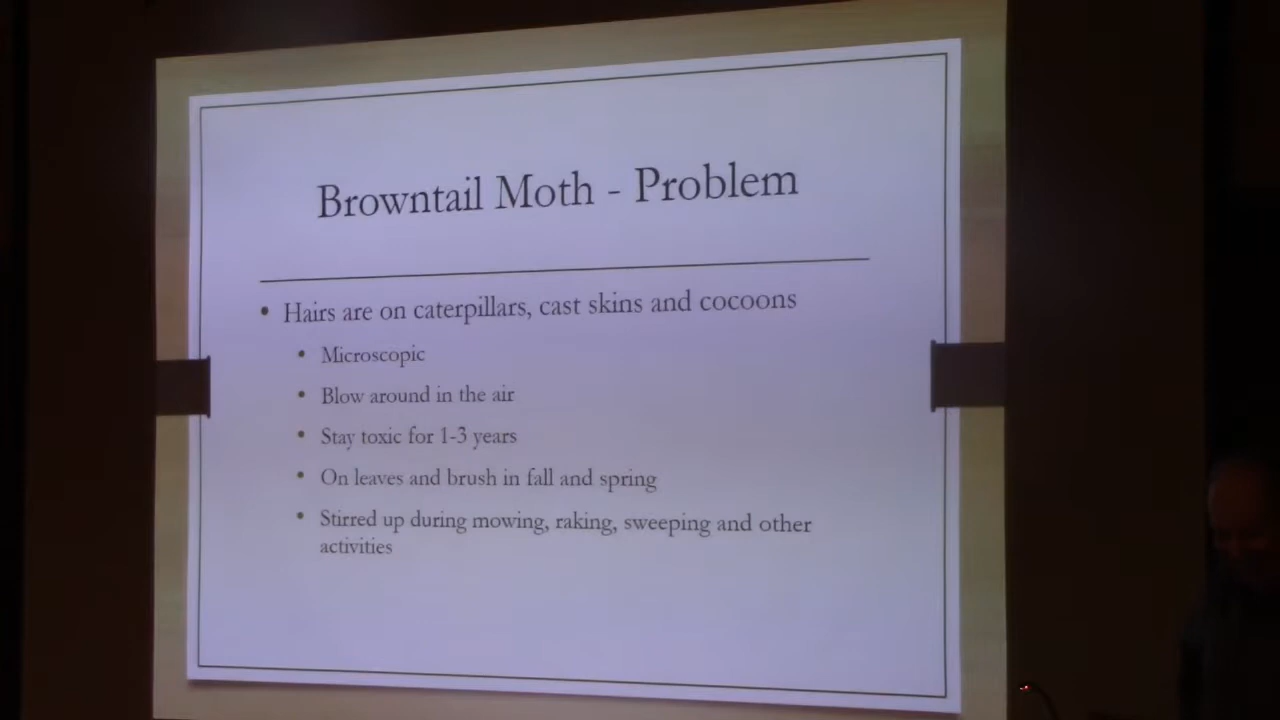 Browntail Moth - Problem
• Hairs are on caterpillars, cast skins and cocoons
• Microscopic
• Blow around in the air
• Stay toxic for 1-3 years
• On leaves and brush in fall and spring
• Stirred up during mowing, raking, sweeping and other
activities